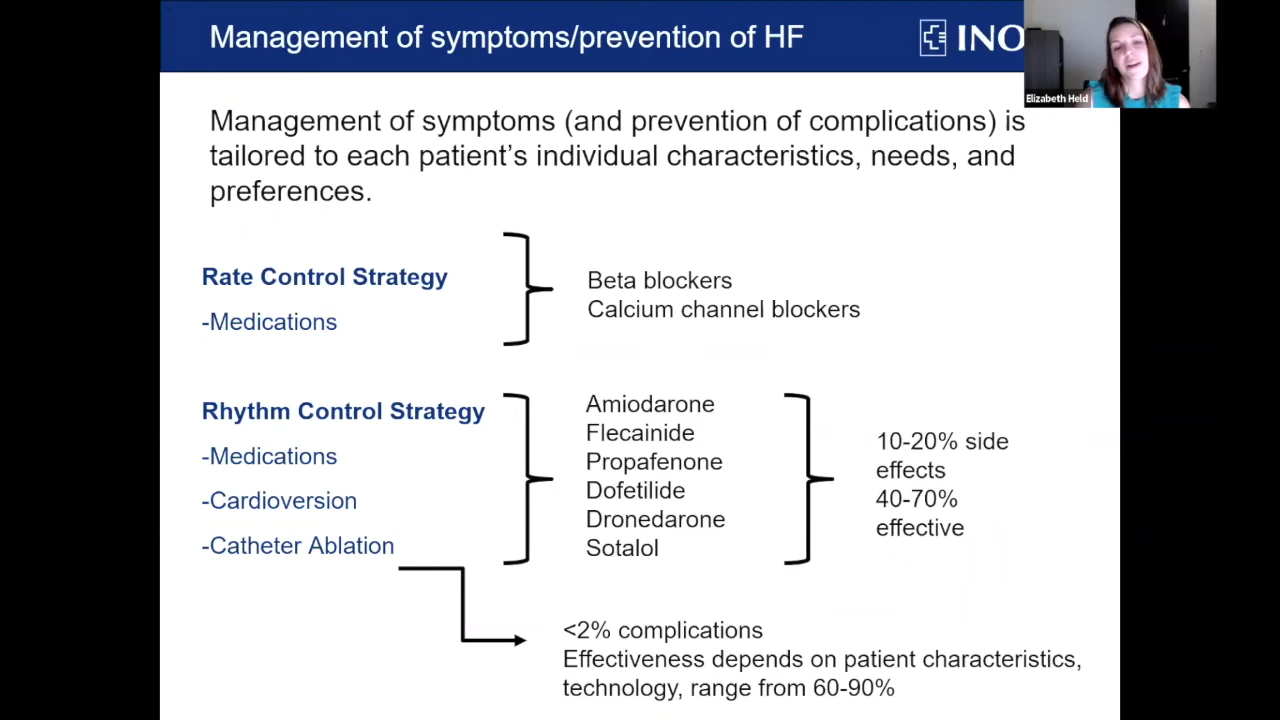 Management of symptoms/prevention of HF
INO
Elizabeth Held
Management of symptoms (and prevention of complications) is
tailored to each patient's individual characteristics, needs, and
preferences.
Rate Control Strategy
-Medications
Beta blockers
Calcium channel blockers
Rhythm Control Strategy
-Medications
-Cardioversion
-Catheter Ablation
Amiodarone
Flecainide
Propafenone
Dofetilide
Dronedarone
Sotalol
10-20% side
effects
40-70%
effective
<2% complications
Effectiveness depends on patient characteristics,
technology, range from 60-90%